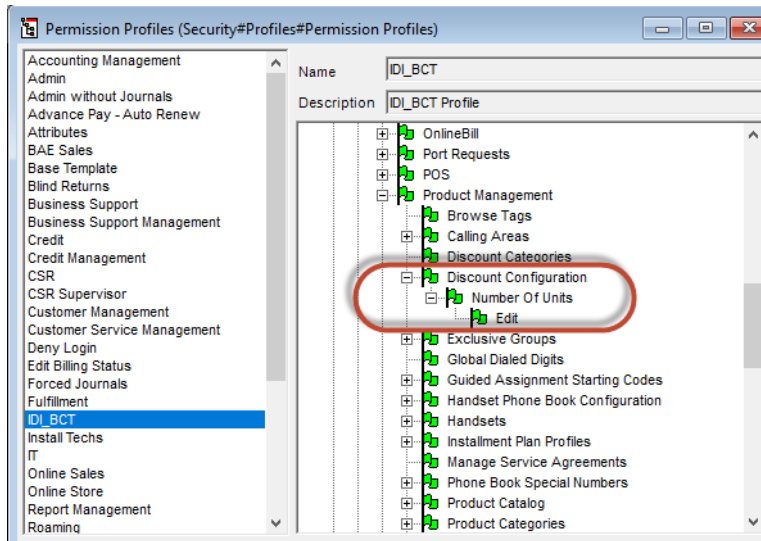 Permission Profiles (Security#Profiles#Permission Profiles)
Accounting Management
Admin
Admin without Journals
Advance Pay - Auto Renew
Attributes
BAE Sales
Base Template
Blind Returns
Business Support
Business Support Management
Credit
Credit Management
CSR
CSR Supervisor
Customer Management
Customer Service Management
Deny Login
Edit Billing Status
Forced Journals
Fulfillment
IDI_BCT
Install Techs
IT
Online Sales
Online Store
Report Management
Roaming
Name IDI_BCT
Description IDI_BCT Profile
OnlineBill
Port Requests
POS
Product Management
Browse Tags
Calling Areas
Discount Categories
Discount Configuration
Number Of Units
Edit
Exclusive Groups
Global Dialed Digits
Guided Assignment Starting Codes
Handset Phone Book Configuration
Handsets
Installment Plan Profiles
Manage Service Agreements
Phone Book Special Numbers
Product Catalog
Product Categories